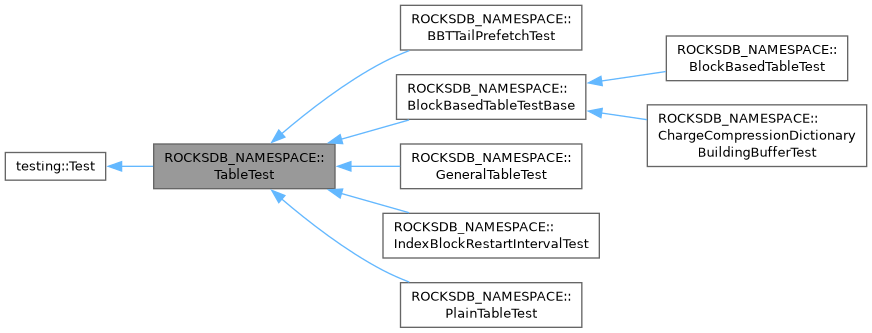 testing::Test
ROCKSDB_NAMESPACE::
TableTest
ROCKSDB_NAMESPACE::
BBTTailPrefetchTest
ROCKSDB_NAMESPACE::
BlockBasedTableTestBase
ROCKSDB_NAMESPACE::
GeneralTableTest
ROCKSDB_NAMESPACE::
IndexBlockRestartIntervalTest
ROCKSDB_NAMESPACE::
PlainTableTest
ROCKSDB_NAMESPACE::
BlockBasedTableTest
ROCKSDB_NAMESPACE::
ChargeCompressionDictionary
BuildingBufferTest